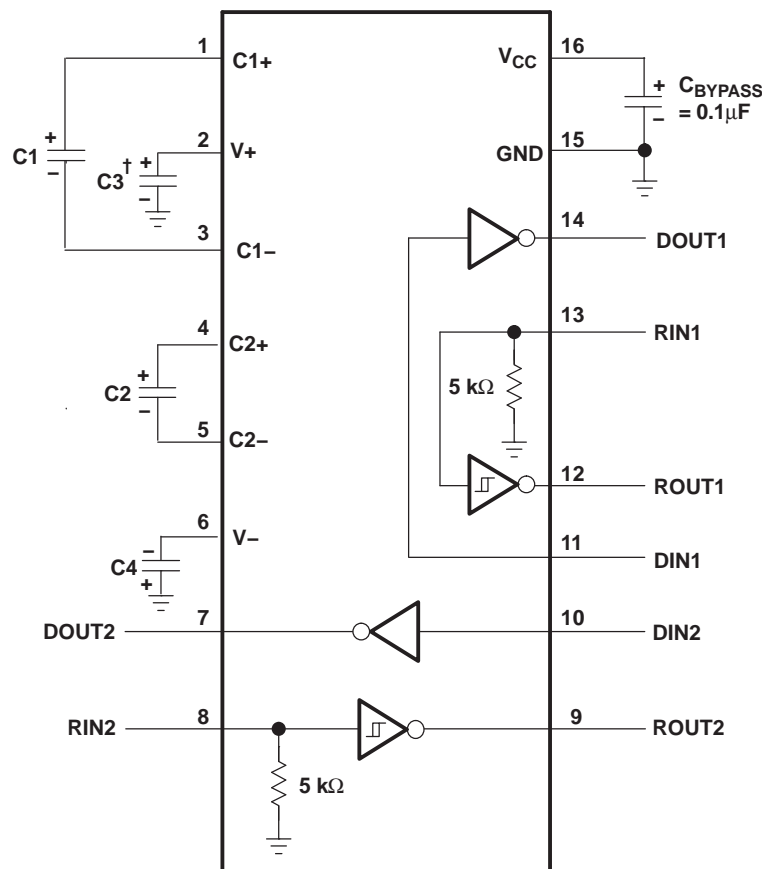 1
C1+
VCC
16
+
CBYPASS
= 0.1μF
–
+
C1
–
2
V+
+
C3†
–
GND
15
3
C1–
14
DOUT1
4
C2+
13
RIN1
+
C2
–
5 kΩ
5
C2–
12
ROUT1
6
V–
–
C4
+
11
DIN1
DOUT2
7
10
DIN2
RIN2
8
9
ROUT2
5 kΩ